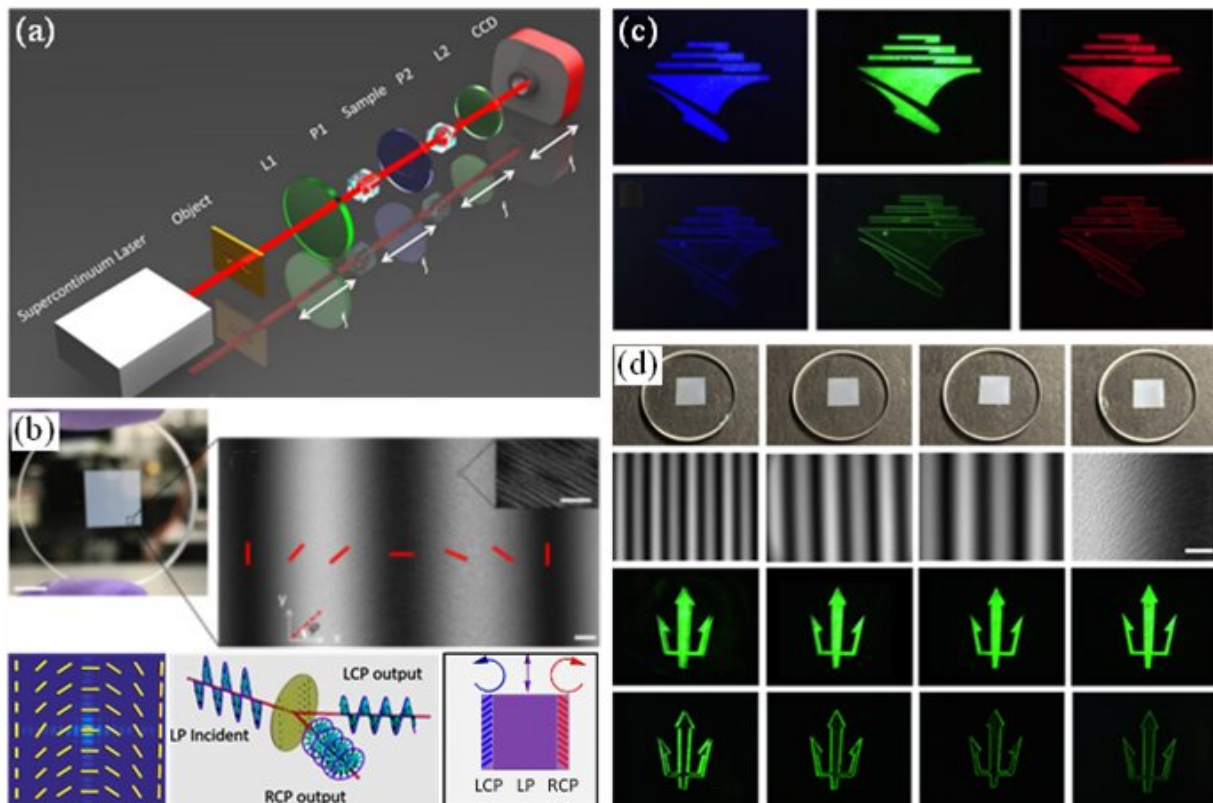 (a)
Supercontinuum Laser
Object
L1
P1
Sample
P2
L2
CCD
f
f
f
f
(b)
y
x
LP Incident
LCP output
RCP output
LCP LP RCP
(c)
(d)